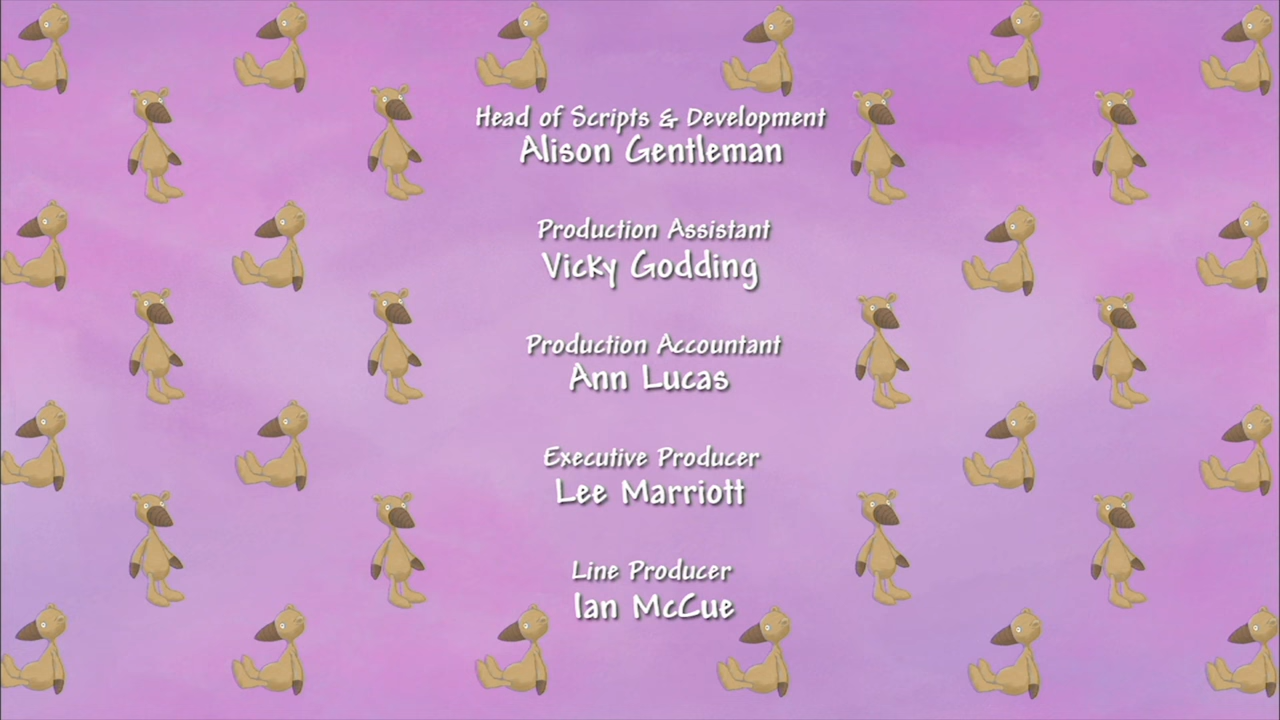 Head of Scripts & Development
Alison Gentleman
Production Assistant
Vicky Godding
Production Accountant
Ann Lucas
Executive Producer
Lee Marriott
Line Producer
Ian McCue